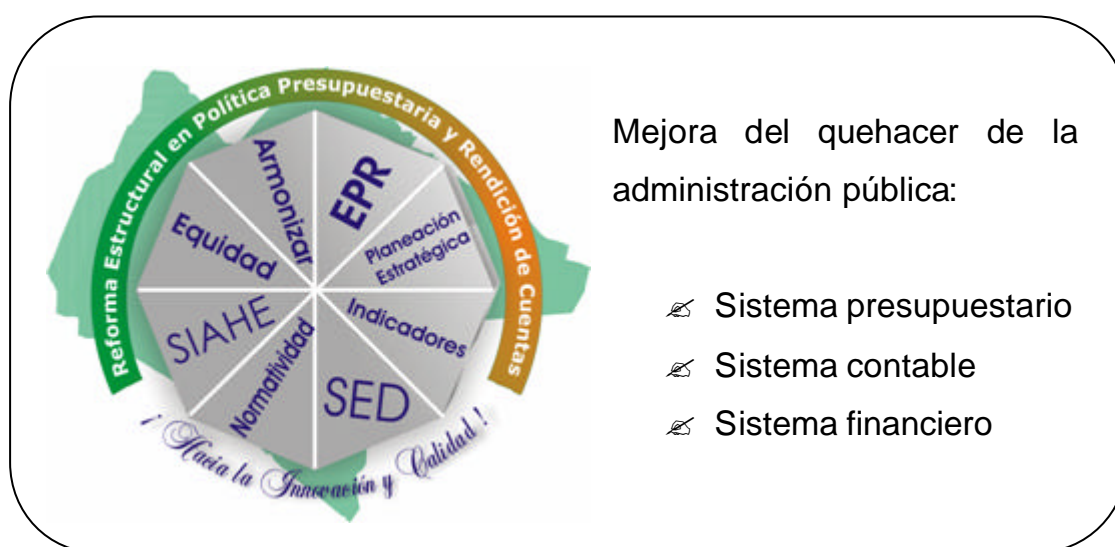 Reforma Estructural en Política Presupuestaria y Rendición de Cuentas
Armonizar
EPR
Planeación
Estratégica
Indicadores
SED
Normatividad
SIAHE
Equidad
¡ Hacia la Innovación y Calidad !
Mejora del quehacer de la
administración pública:
Sistema presupuestario
Sistema contable
Sistema financiero